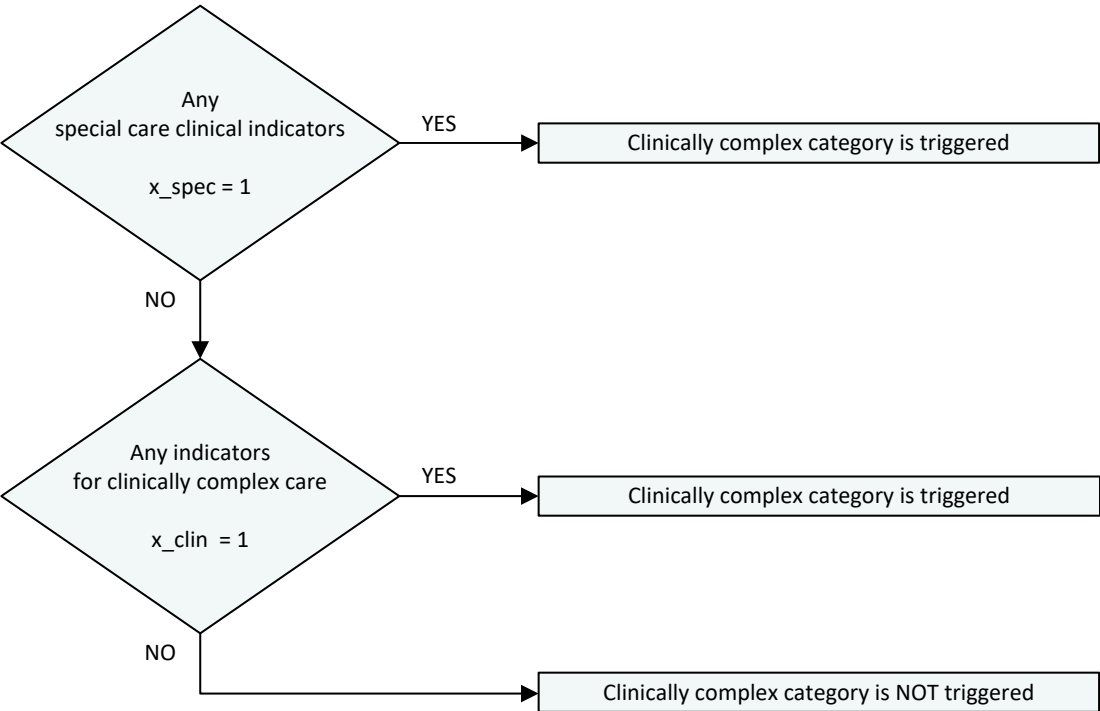 Any
special care clinical indicators
x_spec = 1
YES
Clinically complex category is triggered
NO
Any indicators
for clinically complex care
x_clin  = 1
YES
Clinically complex category is triggered
NO
Clinically complex category is NOT triggered